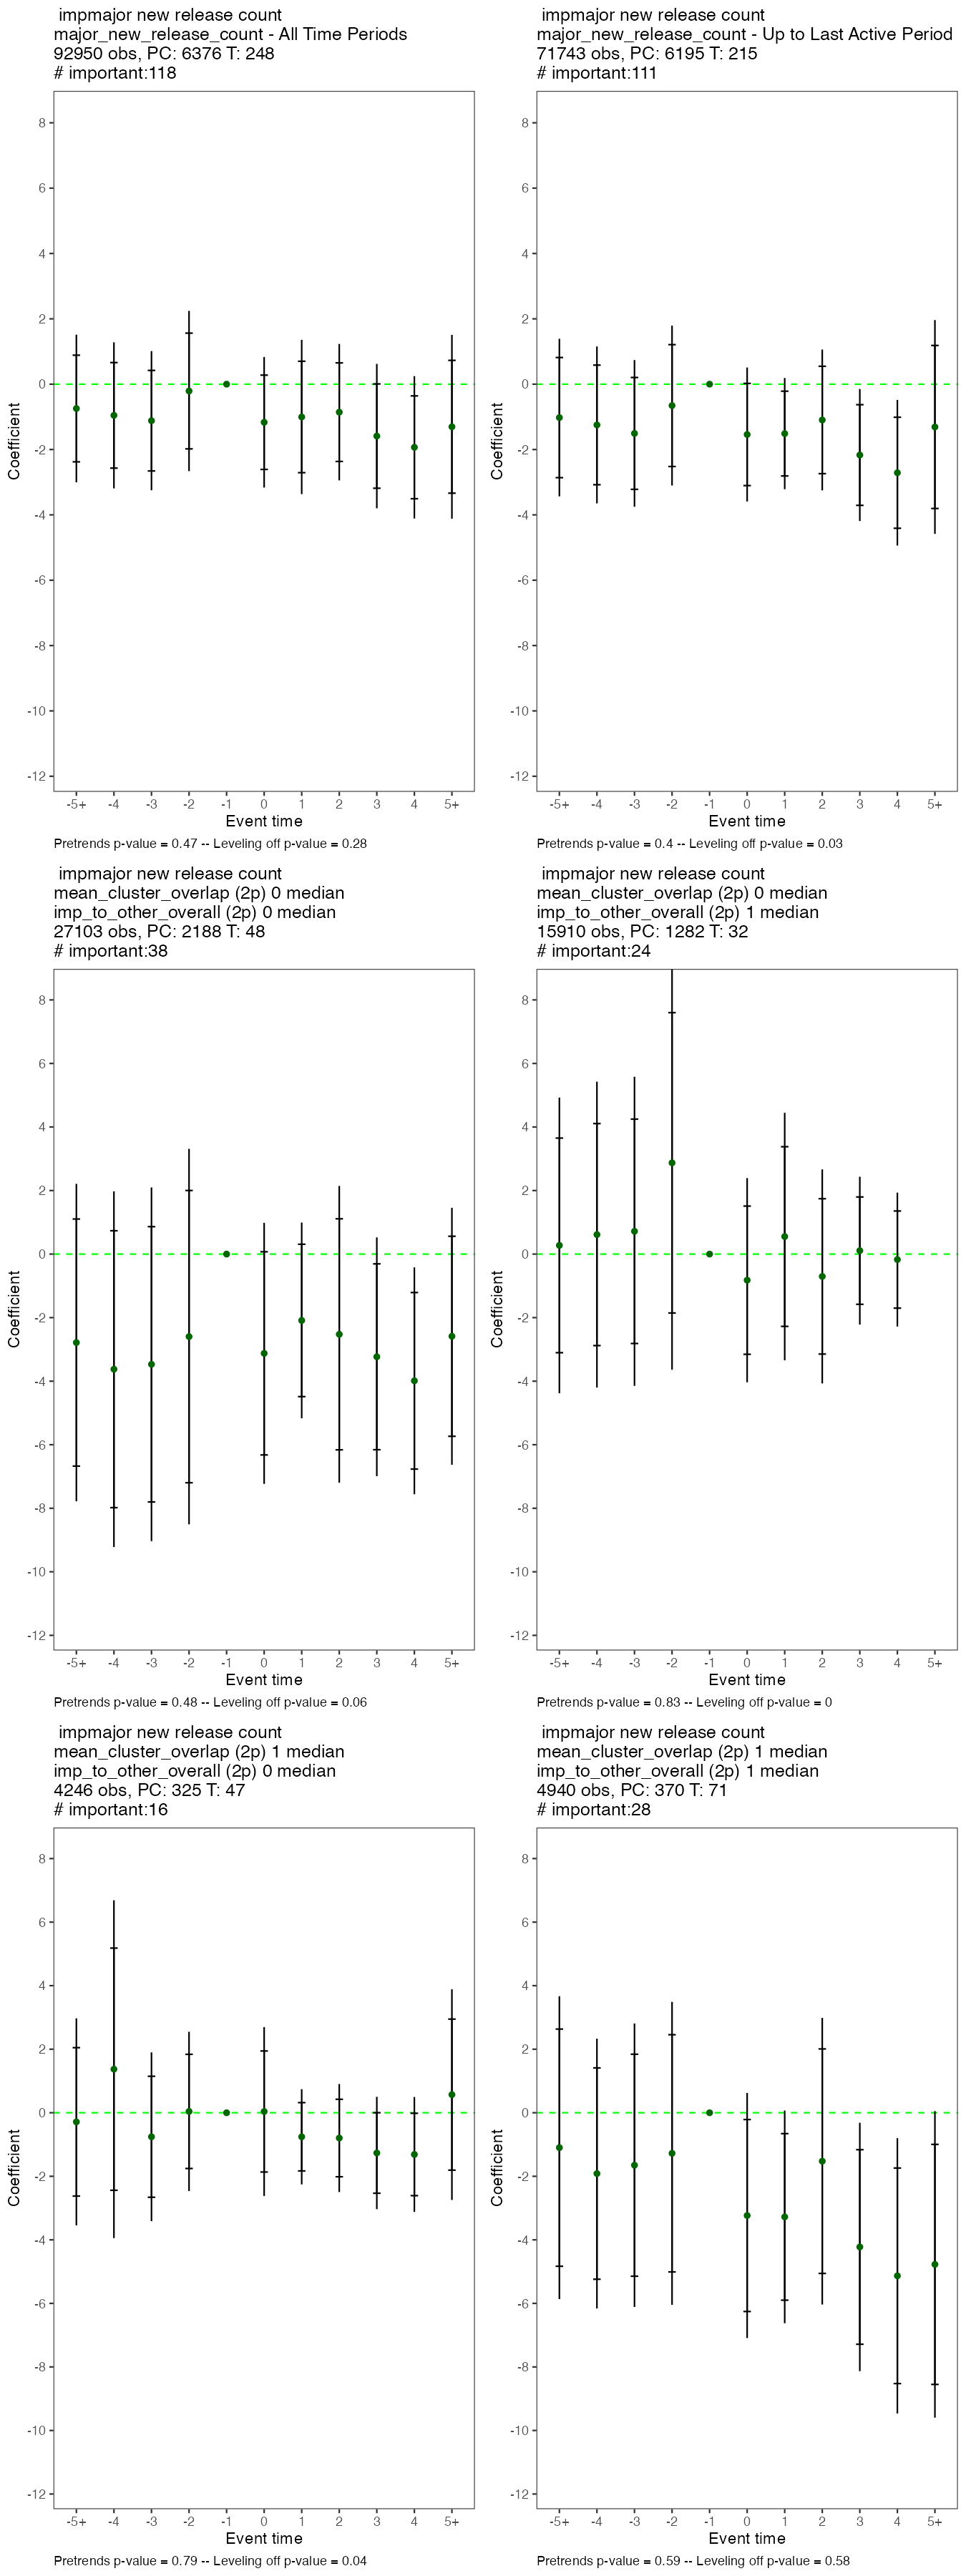 impmajor new release count
major_new_release_count - All Time Periods
92950 obs, PC: 6376 T: 248
# important:118
8
6
4
2
0
-2
-4
-6
-8
-10
-12
Coefficient
-5+ -4 -3 -2 -1 0 1 2 3 4 5+
Event time
Pretrends p-value = 0.47 -- Leveling off p-value = 0.28
impmajor new release count
major_new_release_count - Up to Last Active Period
71743 obs, PC: 6195 T: 215
# important:111
8
6
4
2
0
-2
-4
-6
-8
-10
-12
Coefficient
-5+ -4 -3 -2 -1 0 1 2 3 4 5+
Event time
Pretrends p-value = 0.4 -- Leveling off p-value = 0.03
impmajor new release count
mean_cluster_overlap (2p) 0 median
imp_to_other_overall (2p) 0 median
27103 obs, PC: 2188 T: 48
# important:38
8
6
4
2
0
-2
-4
-6
-8
-10
-12
Coefficient
-5+ -4 -3 -2 -1 0 1 2 3 4 5+
Event time
Pretrends p-value = 0.48 -- Leveling off p-value = 0.06
impmajor new release count
mean_cluster_overlap (2p) 0 median
imp_to_other_overall (2p) 1 median
15910 obs, PC: 1282 T: 32
# important:24
8
6
4
2
0
-2
-4
-6
-8
-10
-12
Coefficient
-5+ -4 -3 -2 -1 0 1 2 3 4 5+
Event time
Pretrends p-value = 0.83 -- Leveling off p-value = 0
impmajor new release count
mean_cluster_overlap (2p) 1 median
imp_to_other_overall (2p) 0 median
4246 obs, PC: 325 T: 47
# important:16
8
6
4
2
0
-2
-4
-6
-8
-10
-12
Coefficient
-5+ -4 -3 -2 -1 0 1 2 3 4 5+
Event time
Pretrends p-value = 0.79 -- Leveling off p-value = 0.04
impmajor new release count
mean_cluster_overlap (2p) 1 median
imp_to_other_overall (2p) 1 median
4940 obs, PC: 370 T: 71
# important:28
8
6
4
2
0
-2
-4
-6
-8
-10
-12
Coefficient
-5+ -4 -3 -2 -1 0 1 2 3 4 5+
Event time
Pretrends p-value = 0.59 -- Leveling off p-value = 0.58